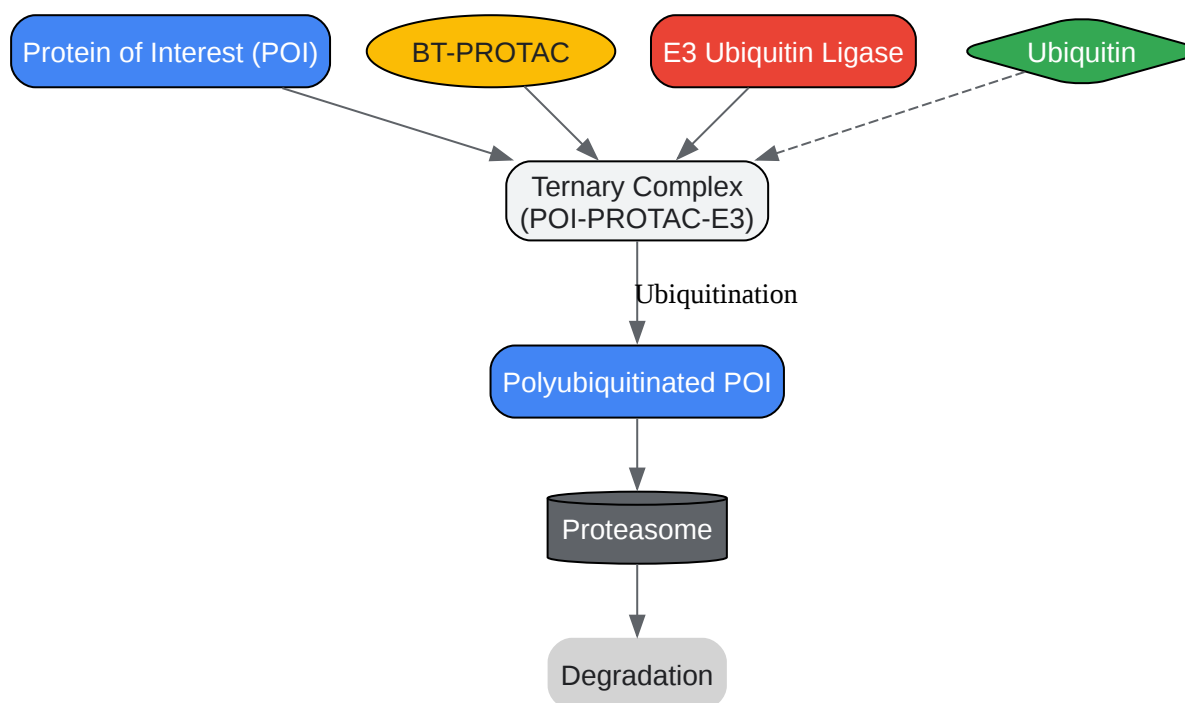 Protein of Interest (POI)
BT-PROTAC
E3 Ubiquitin Ligase
Ubiquitin
Ternary Complex
(POI-PROTAC-E3)
Ubiquitination
Polyubiquitinated POI
Proteasome
Degradation